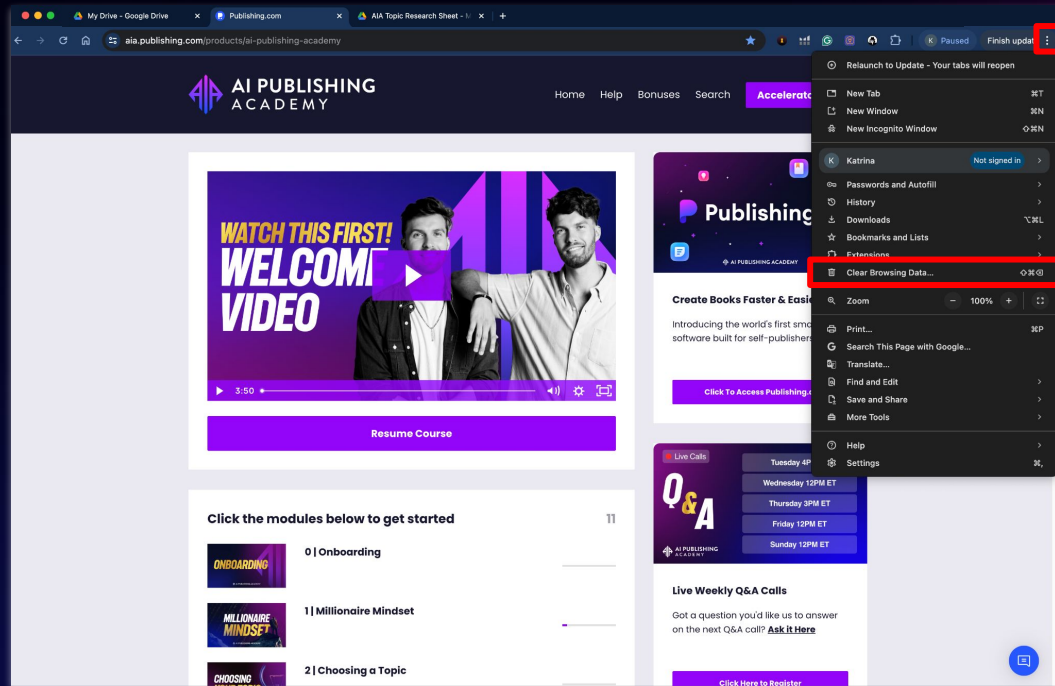 My Drive - Google Drive
Publishing.com
AIA Topic Research Sheet - M
aia.publishing.com/products/ai-publishing-academy
K Paused
Finish updat
AI PUBLISHING
ACADEMY
Home
Help
Bonuses
Search
Accelerato
Relaunch to Update - Your tabs will reopen
New Tab ⌘T
New Window ⌘N
New Incognito Window ⇧⌘N
K Katrina Not signed in
Passwords and Autofill
History
Downloads ⌥⌘L
Bookmarks and Lists
Extensions
Clear Browsing Data... ⇧⌘⌫
Zoom − 100% +
Print... ⌘P
Search This Page with Google...
Translate...
Find and Edit
Save and Share
More Tools
Help
Settings ⌘,
WATCH THIS FIRST!
WELCOME
VIDEO
3:50
Resume Course
Publishing
AI PUBLISHING ACADEMY
Create Books Faster & Easi
Introducing the world's first smo
software built for self-publishers
Click To Access Publishing.c
Live Calls
Q&A
AI PUBLISHING
ACADEMY
Tuesday 4P
Wednesday 12PM ET
Thursday 3PM ET
Friday 12PM ET
Sunday 12PM ET
Live Weekly Q&A Calls
Got a question you'd like us to answer
on the next Q&A call? Ask it Here
Click Here to Register
Click the modules below to get started
11
ONBOARDING
0 | Onboarding
MILLIONAIRE
MINDSET
1 | Millionaire Mindset
CHOOSING
2 | Choosing a Topic